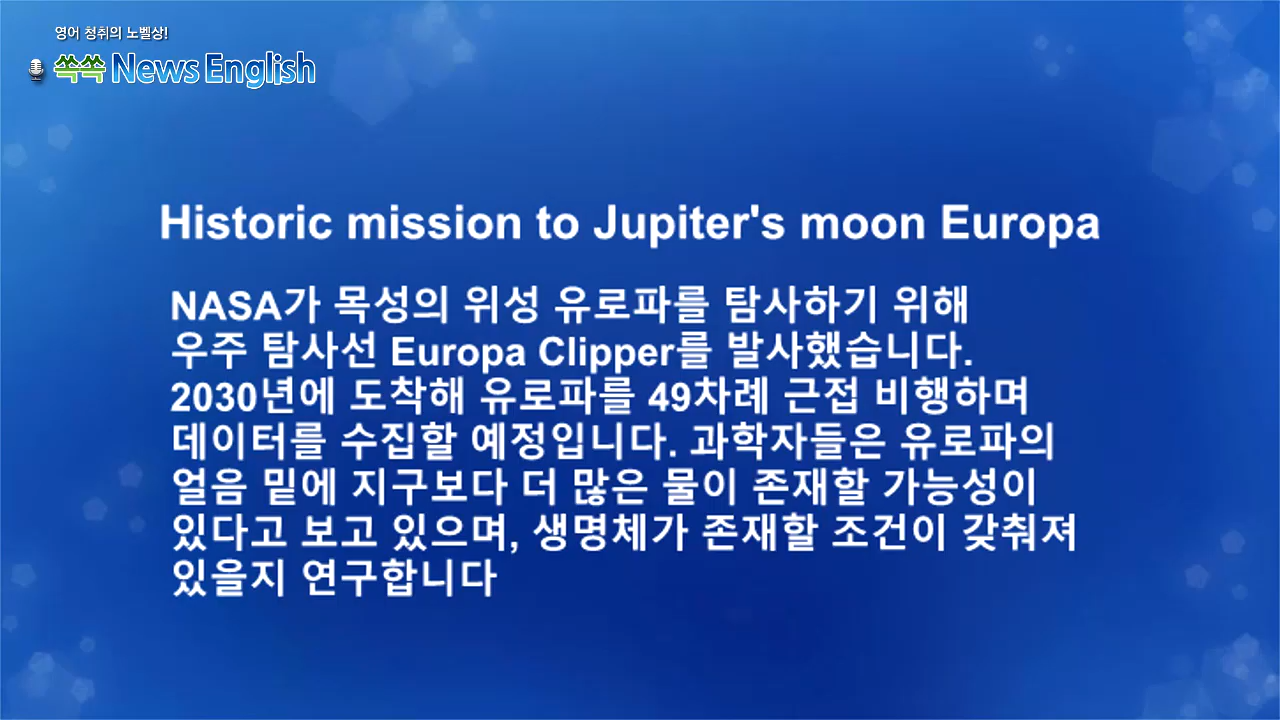 영어 청취의 노벨상!
쏙쏙 News English
Historic mission to Jupiter's moon Europa
NASA가 목성의 위성 유로파를 탐사하기 위해
우주 탐사선 Europa Clipper를 발사했습니다.
2030년에 도착해 유로파를 49차례 근접 비행하며
데이터를 수집할 예정입니다. 과학자들은 유로파의
얼음 밑에 지구보다 더 많은 물이 존재할 가능성이
있다고 보고 있으며, 생명체가 존재할 조건이 갖춰져
있을지 연구합니다